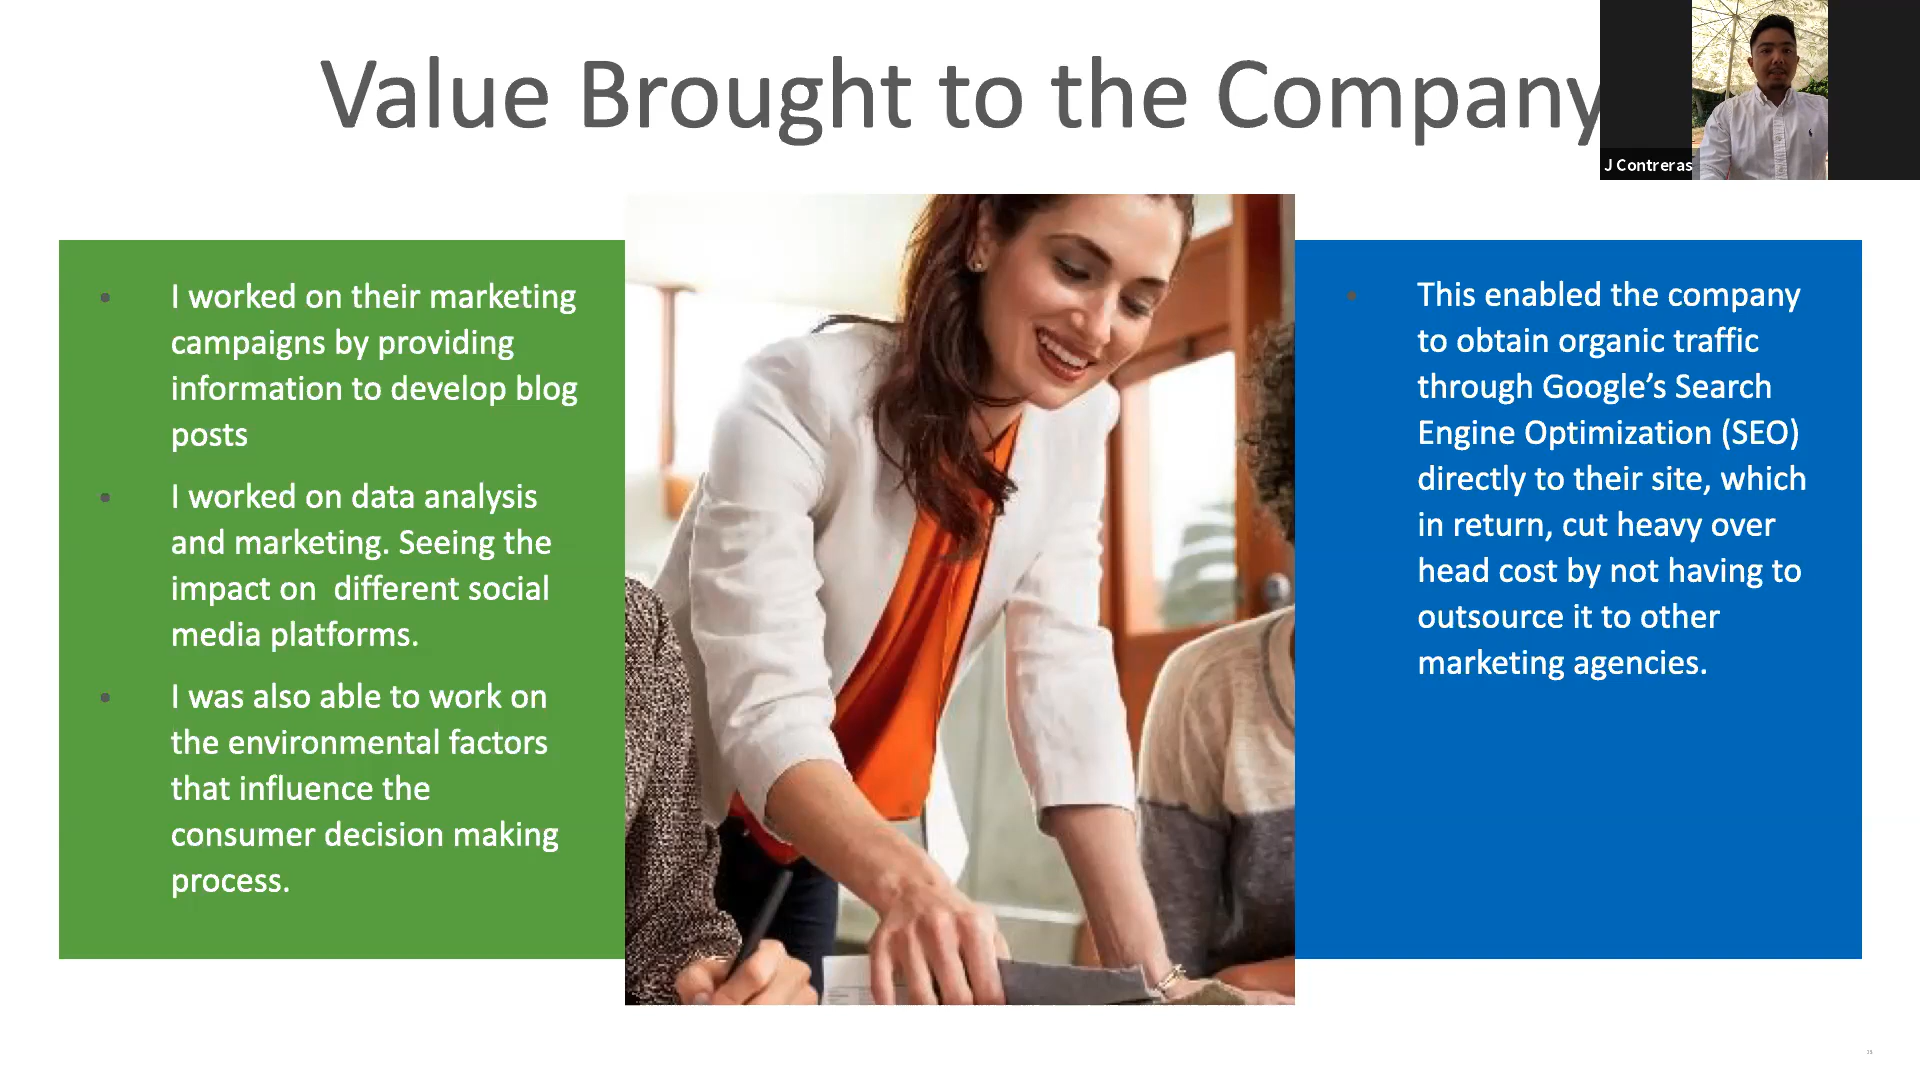 Value Brought to the Company
J Contreras
I worked on their marketing
campaigns by providing
information to develop blog
posts
I worked on data analysis
and marketing. Seeing the
impact on  different social
media platforms.
I was also able to work on
the environmental factors
that influence the
consumer decision making
process.
This enabled the company
to obtain organic traffic
through Google’s Search
Engine Optimization (SEO)
directly to their site, which
in return, cut heavy over
head cost by not having to
outsource it to other
marketing agencies.